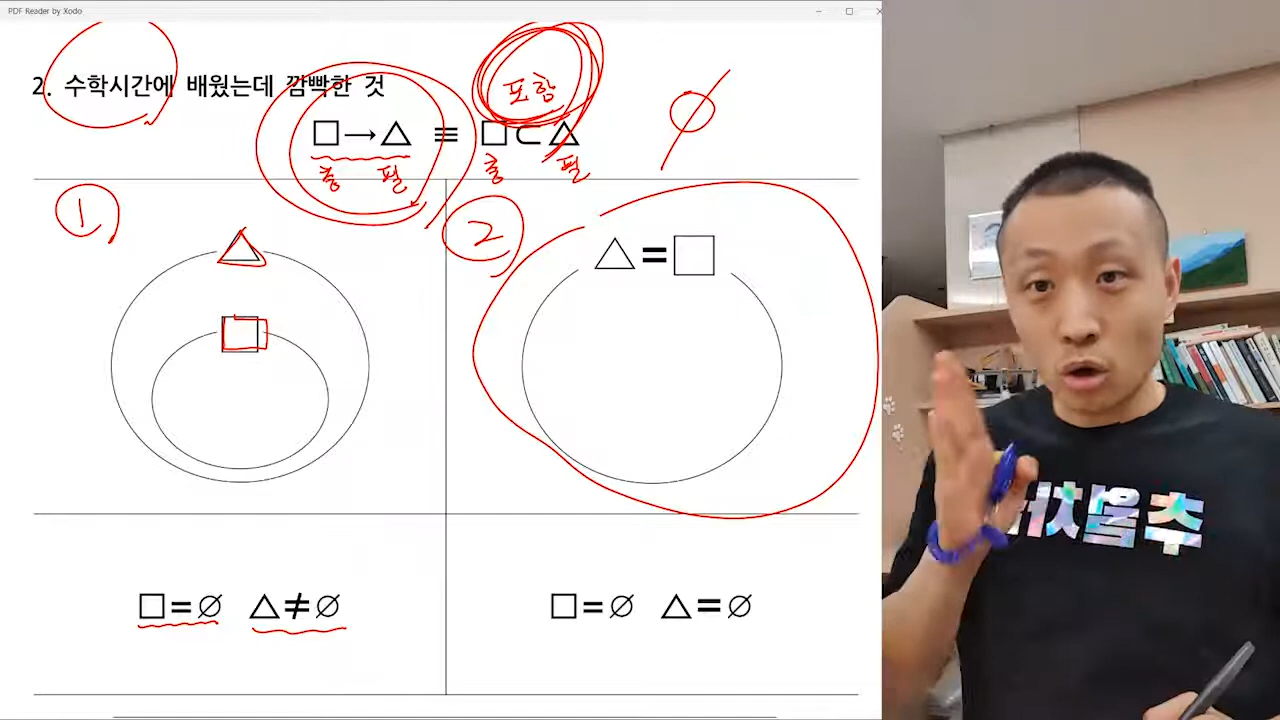 PDF Reader by Xodo
2. 수학시간에 배웠는데 깜빡한 것
포함
∅
□→△ ≡ □⊂△
충 필 충 필
1,
2
△
△=□
□
□=∅ △≠∅
□=∅ △=∅